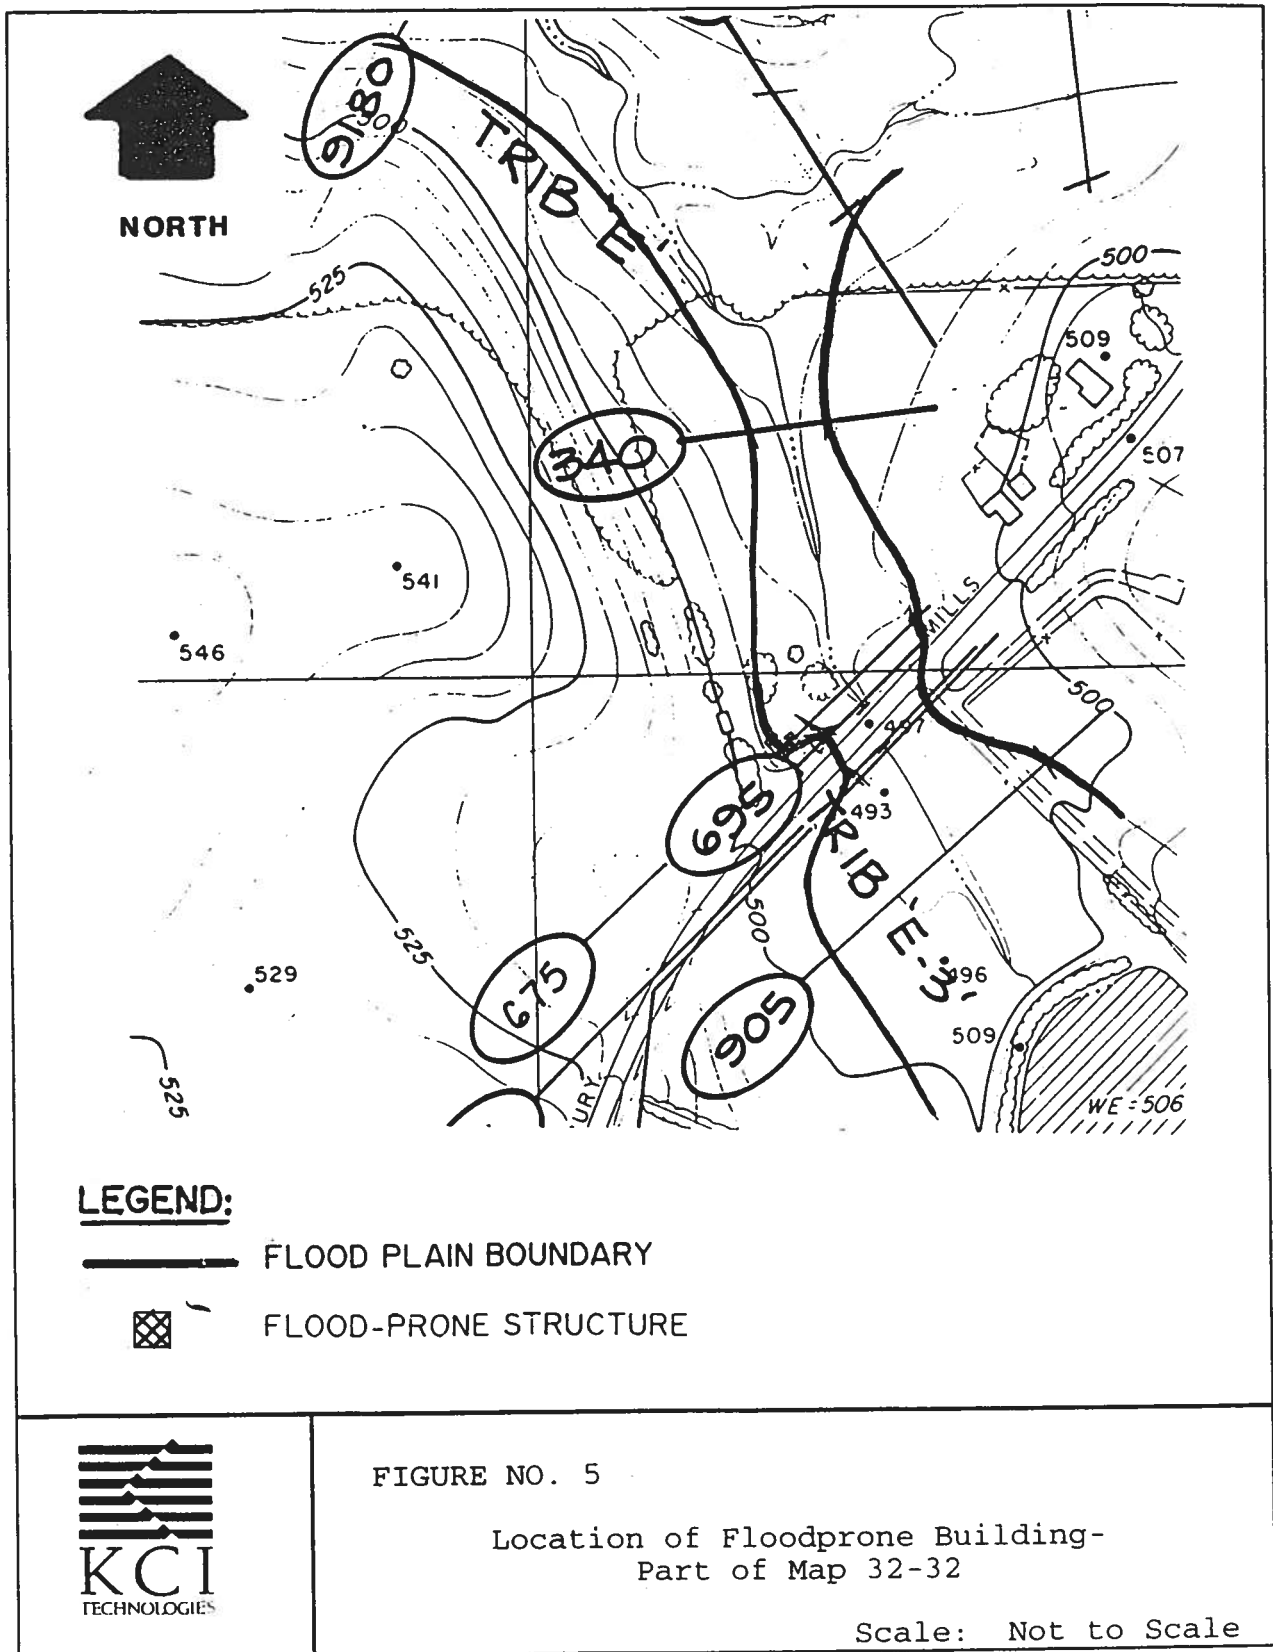 9180
TRIB 'E'
NORTH
525
500
509
507
340
541
546
MILLS
500
497
695
493
TRIB 'E-3'
500
525
675
529
496
905
509
525
URY
WE=506
LEGEND:
FLOOD PLAIN BOUNDARY
FLOOD-PRONE STRUCTURE
KCI
TECHNOLOGIES
FIGURE NO. 5
Location of Floodprone Building-
Part of Map 32-32
Scale: Not to Scale